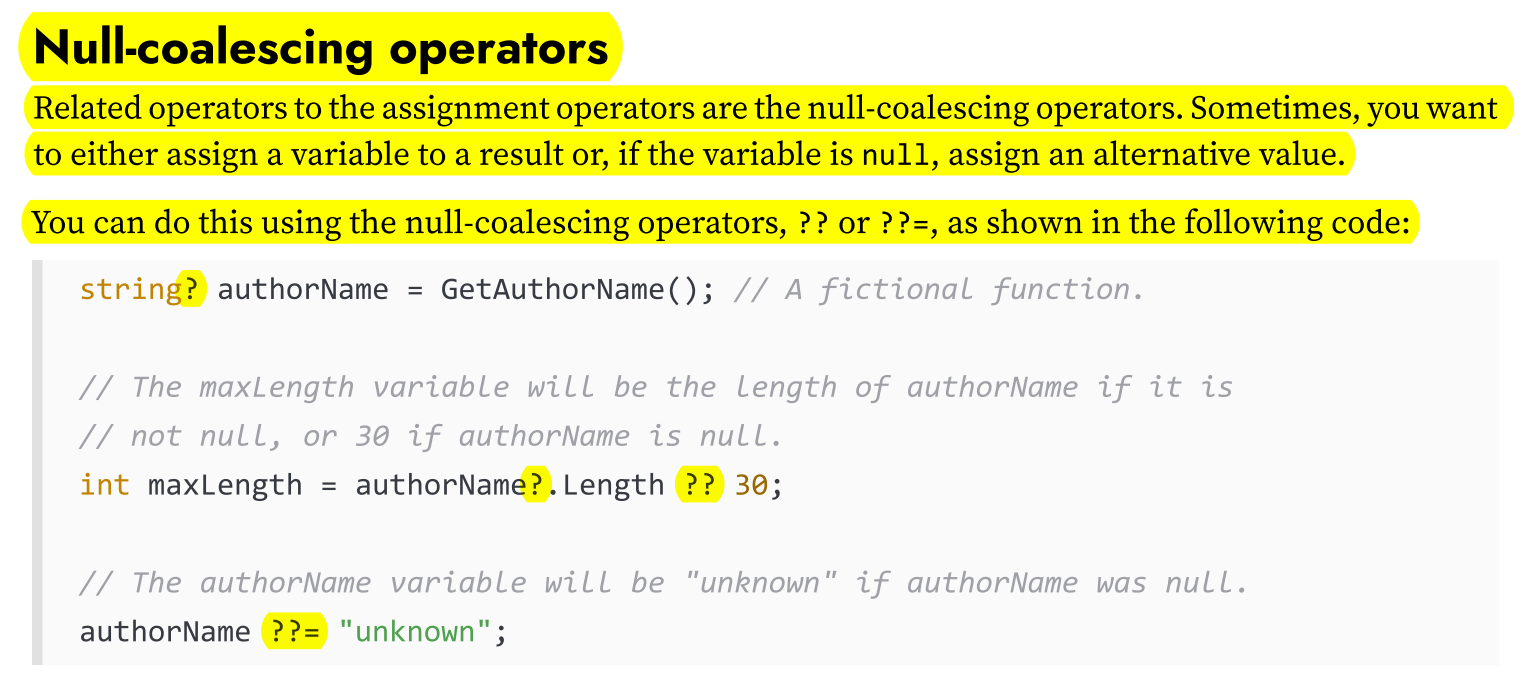 Null-coalescing operators
Related operators to the assignment operators are the null-coalescing operators. Sometimes, you want
to either assign a variable to a result or, if the variable is null, assign an alternative value.
You can do this using the null-coalescing operators, ?? or ??=, as shown in the following code:
string? authorName = GetAuthorName(); // A fictional function.
// The maxLength variable will be the length of authorName if it is
// not null, or 30 if authorName is null.
int maxLength = authorName?.Length ?? 30;
// The authorName variable will be "unknown" if authorName was null.
authorName ??= "unknown";